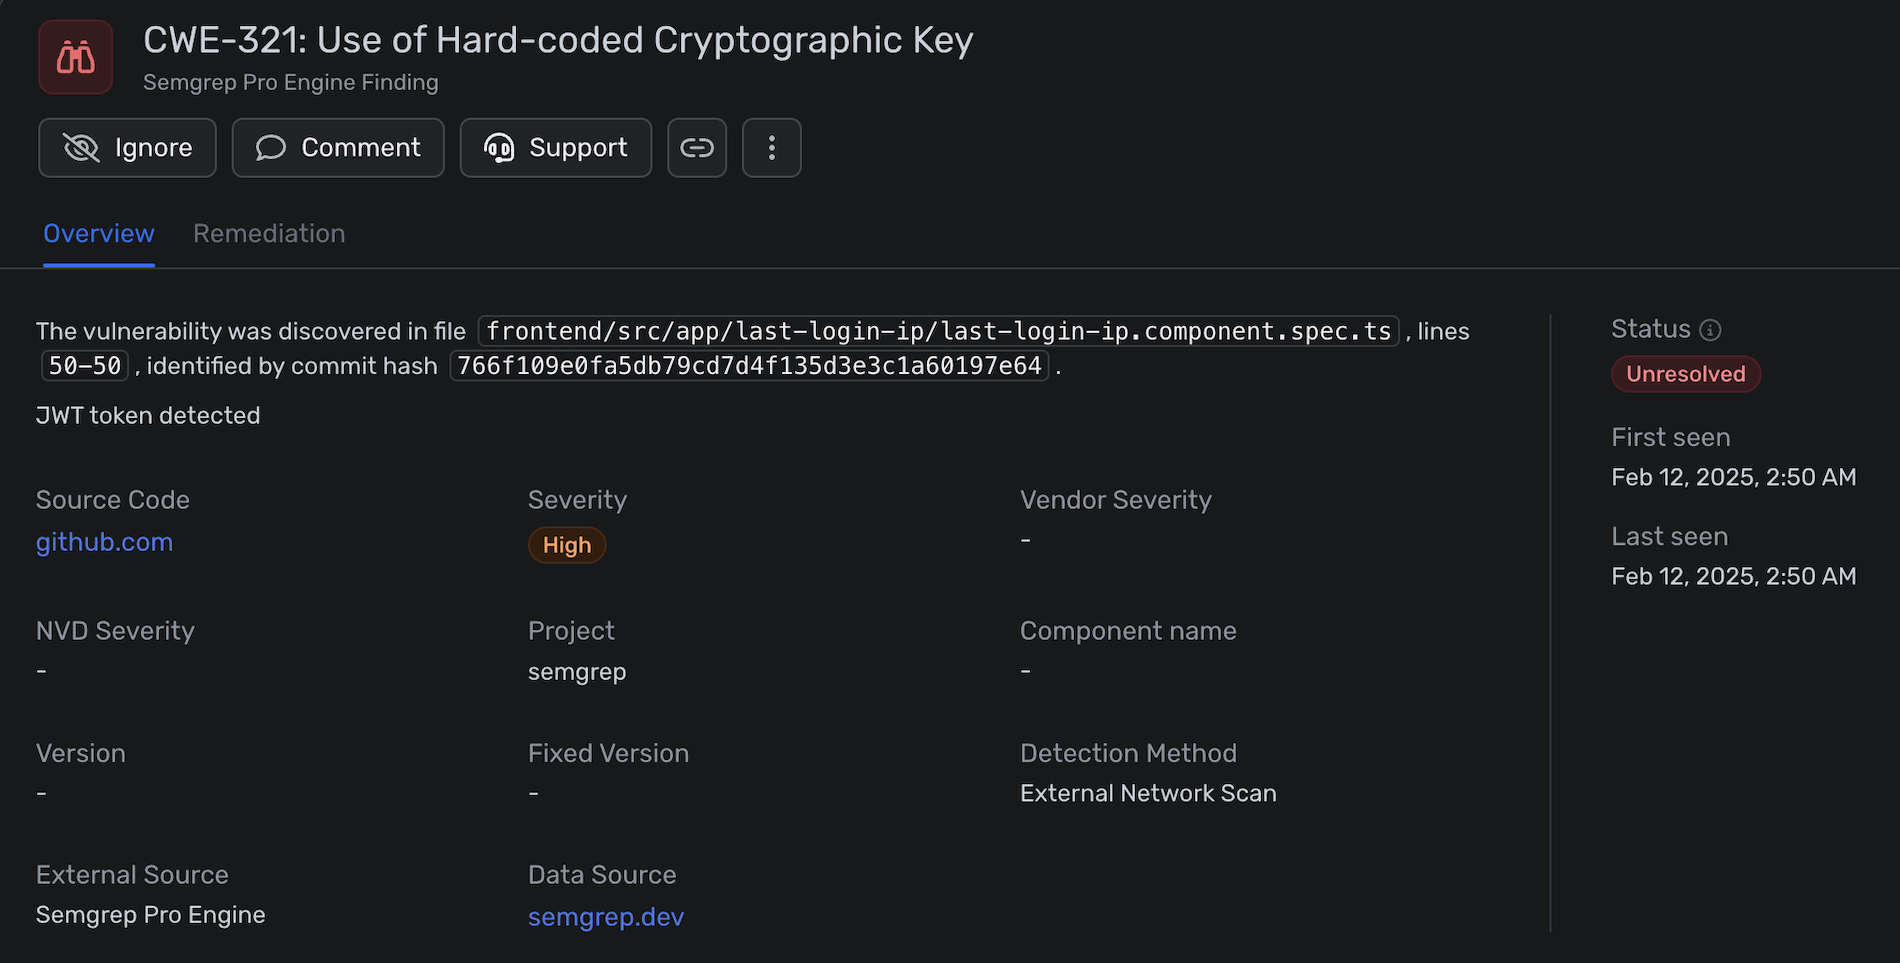 CWE-321: Use of Hard-coded Cryptographic Key
Semgrep Pro Engine Finding
Ignore
Comment
Support
Overview
Remediation
The vulnerability was discovered in file frontend/src/app/last-login-ip/last-login-ip.component.spec.ts , lines
50-50 , identified by commit hash 766f109e0fa5db79cd7d4f135d3e3c1a60197e64 .
JWT token detected
Source Code
github.com
Severity
High
Vendor Severity
-
NVD Severity
-
Project
semgrep
Component name
-
Version
-
Fixed Version
-
Detection Method
External Network Scan
External Source
Semgrep Pro Engine
Data Source
semgrep.dev
Status
Unresolved
First seen
Feb 12, 2025, 2:50 AM
Last seen
Feb 12, 2025, 2:50 AM